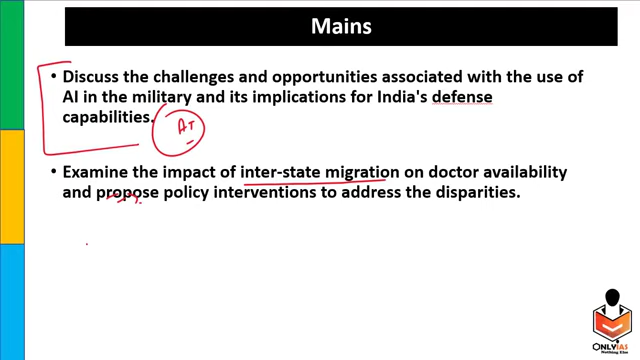 Mains
• Discuss the challenges and opportunities associated with the use of
AI in the military and its implications for India's defense
capabilities.
AI
• Examine the impact of inter-state migration on doctor availability
and propose policy interventions to address the disparities.
ONLYIAS
Nothing Else